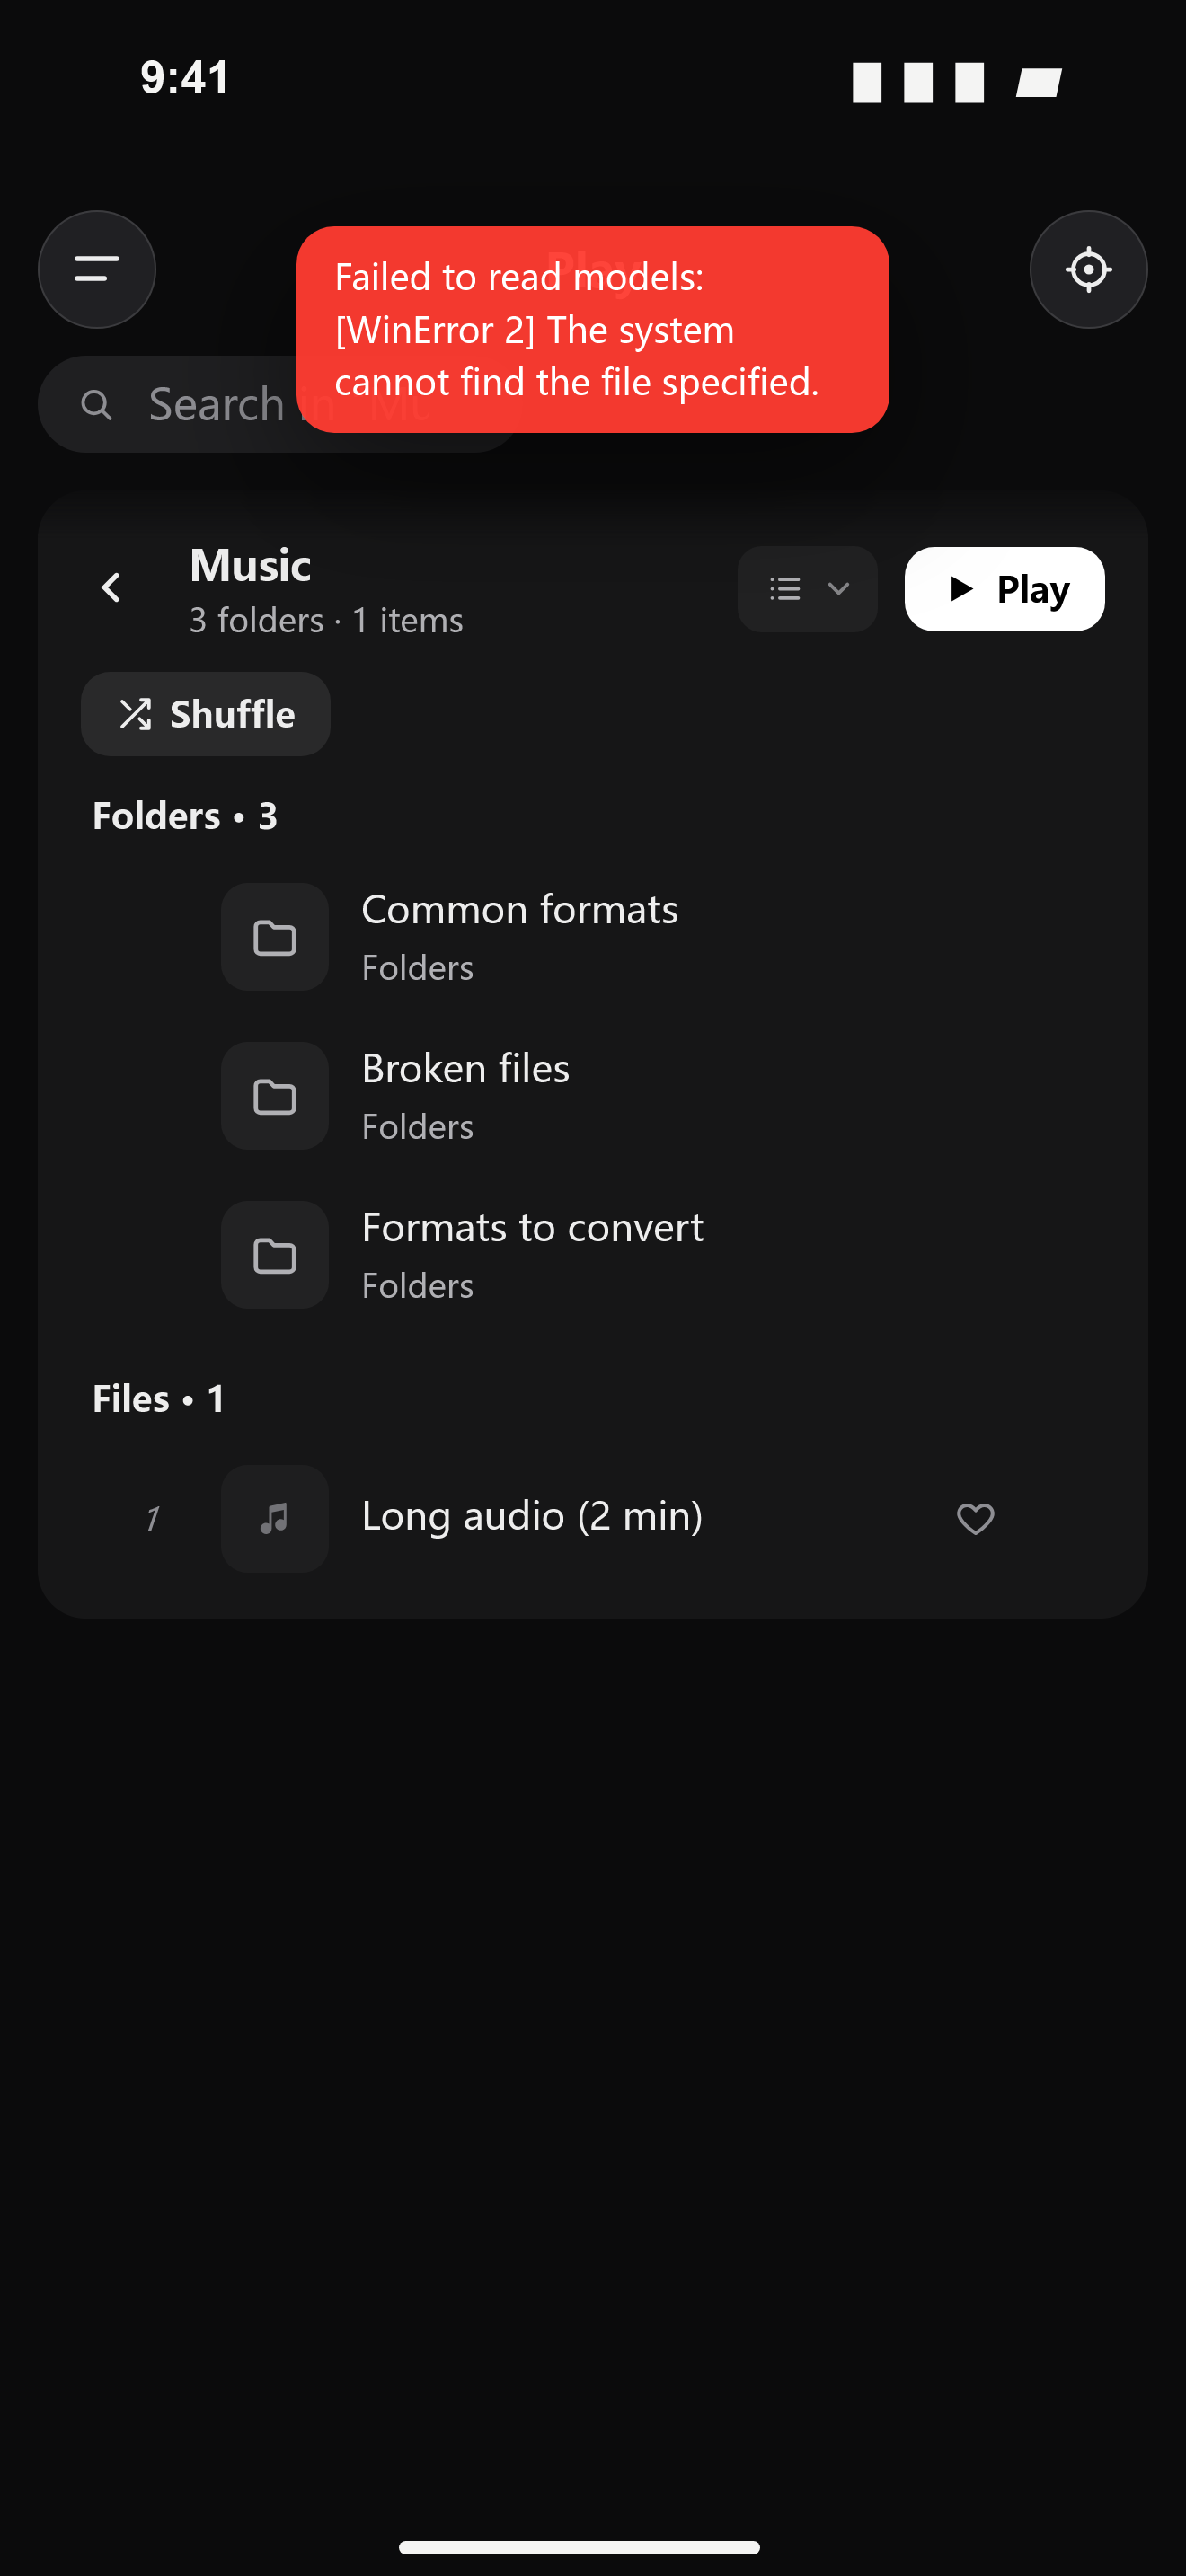 9:41
Play
Failed to read models:
[WinError 2] The system
cannot find the file specified.
Search in
Music
3 folders · 1 items
Play
Shuffle
Folders • 3
Common formats
Folders
Broken files
Folders
Formats to convert
Folders
Files • 1
1
Long audio (2 min)